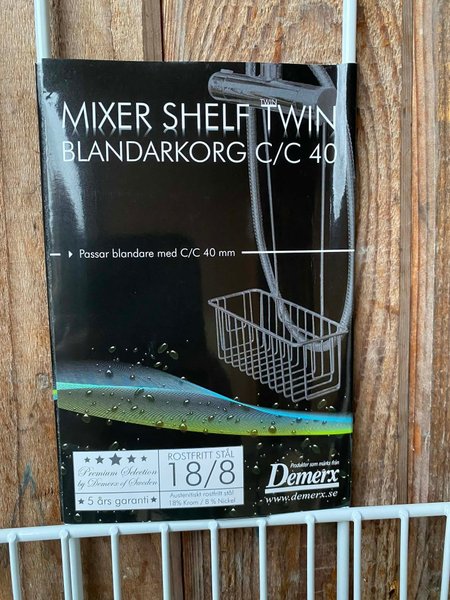 MIXER SHELF TWIN
TWIN
BLANDARKORG C/C 40
Passar blandare med C/C 40 mm
Premium Selection
by Demerx of Sweden
5 års garanti
ROSTFRITT STÅL
18/8
Austenitiskt rostfritt stål
18% Krom / 8 % Nickel
Produkter som märks från
Demerx
www.demerx.se